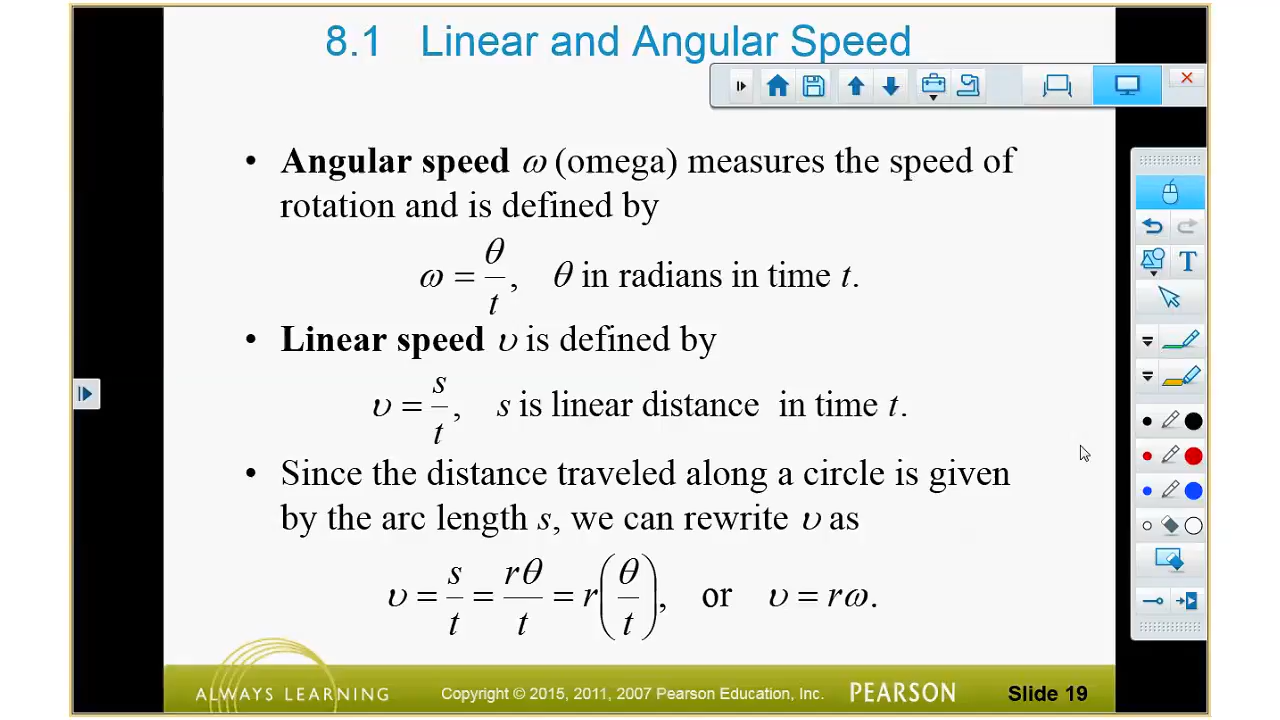 8.1 Linear and Angular Speed
• Angular speed ω (omega) measures the speed of
rotation and is defined by
ω = θ/t, θ in radians in time t.
• Linear speed υ is defined by
υ = s/t, s is linear distance in time t.
• Since the distance traveled along a circle is given
by the arc length s, we can rewrite υ as
υ = s/t = rθ/t = r(θ/t), or υ = rω.
ALWAYS LEARNING Copyright © 2015, 2011, 2007 Pearson Education, Inc. PEARSON Slide 19
T